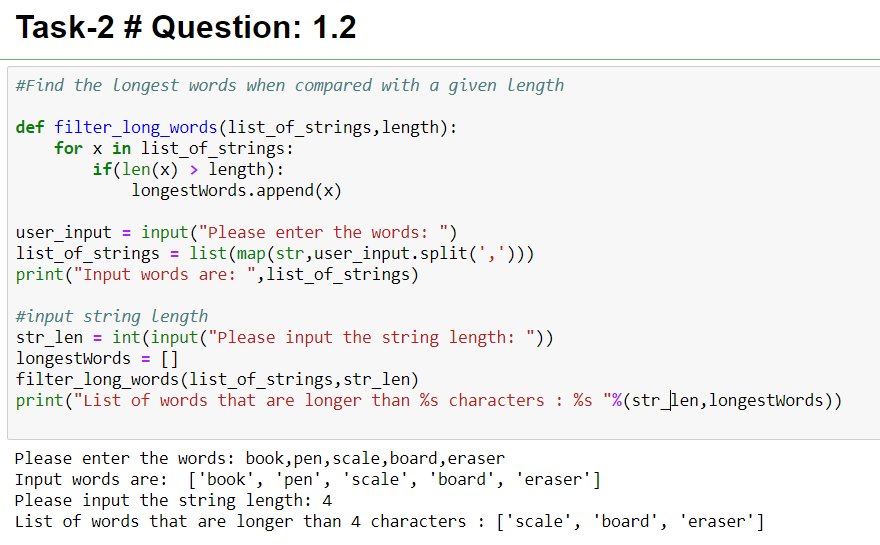 Task-2 # Question: 1.2
#Find the longest words when compared with a given length
def filter_long_words(list_of_strings,length):
    for x in list_of_strings:
        if(len(x) > length):
            longestWords.append(x)
user_input = input("Please enter the words: ")
list_of_strings = list(map(str,user_input.split(',')))
print("Input words are: ",list_of_strings)
#input string length
str_len = int(input("Please input the string length: "))
longestWords = []
filter_long_words(list_of_strings,str_len)
print("List of words that are longer than %s characters : %s "%(str_len,longestWords))
Please enter the words: book,pen,scale,board,eraser
Input words are:  ['book', 'pen', 'scale', 'board', 'eraser']
Please input the string length: 4
List of words that are longer than 4 characters : ['scale', 'board', 'eraser']